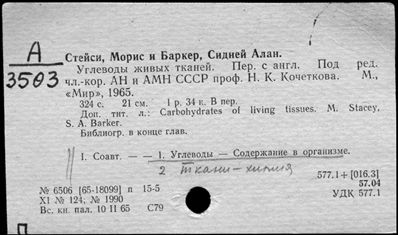 А
3503
Стейси, Морис и Баркер, Сидней Алан.
Углеводы живых тканей. Пер. с англ. Под ред.
чл.-кор. АН и АМН СССР проф. Н. К. Кочеткова. М.,
«Мир», 1965.
324 с. 21 см. 1 р. 34 к. В пер.
Доп. тит. л.: Carbohydrates of living tissues. M. Stacey,
S. A. Barker.
Библиогр. в конце глав.
I. Соавт. — — 1. Углеводы — Содержание в организме.
2 Ткани-химия
577.1+[016.3]
57.04
№ 6506 [65-18099] п 15-5
УДК 577.1
XI № 124, № 1990
Вс. кн. пал. 10 II 65 С79
П